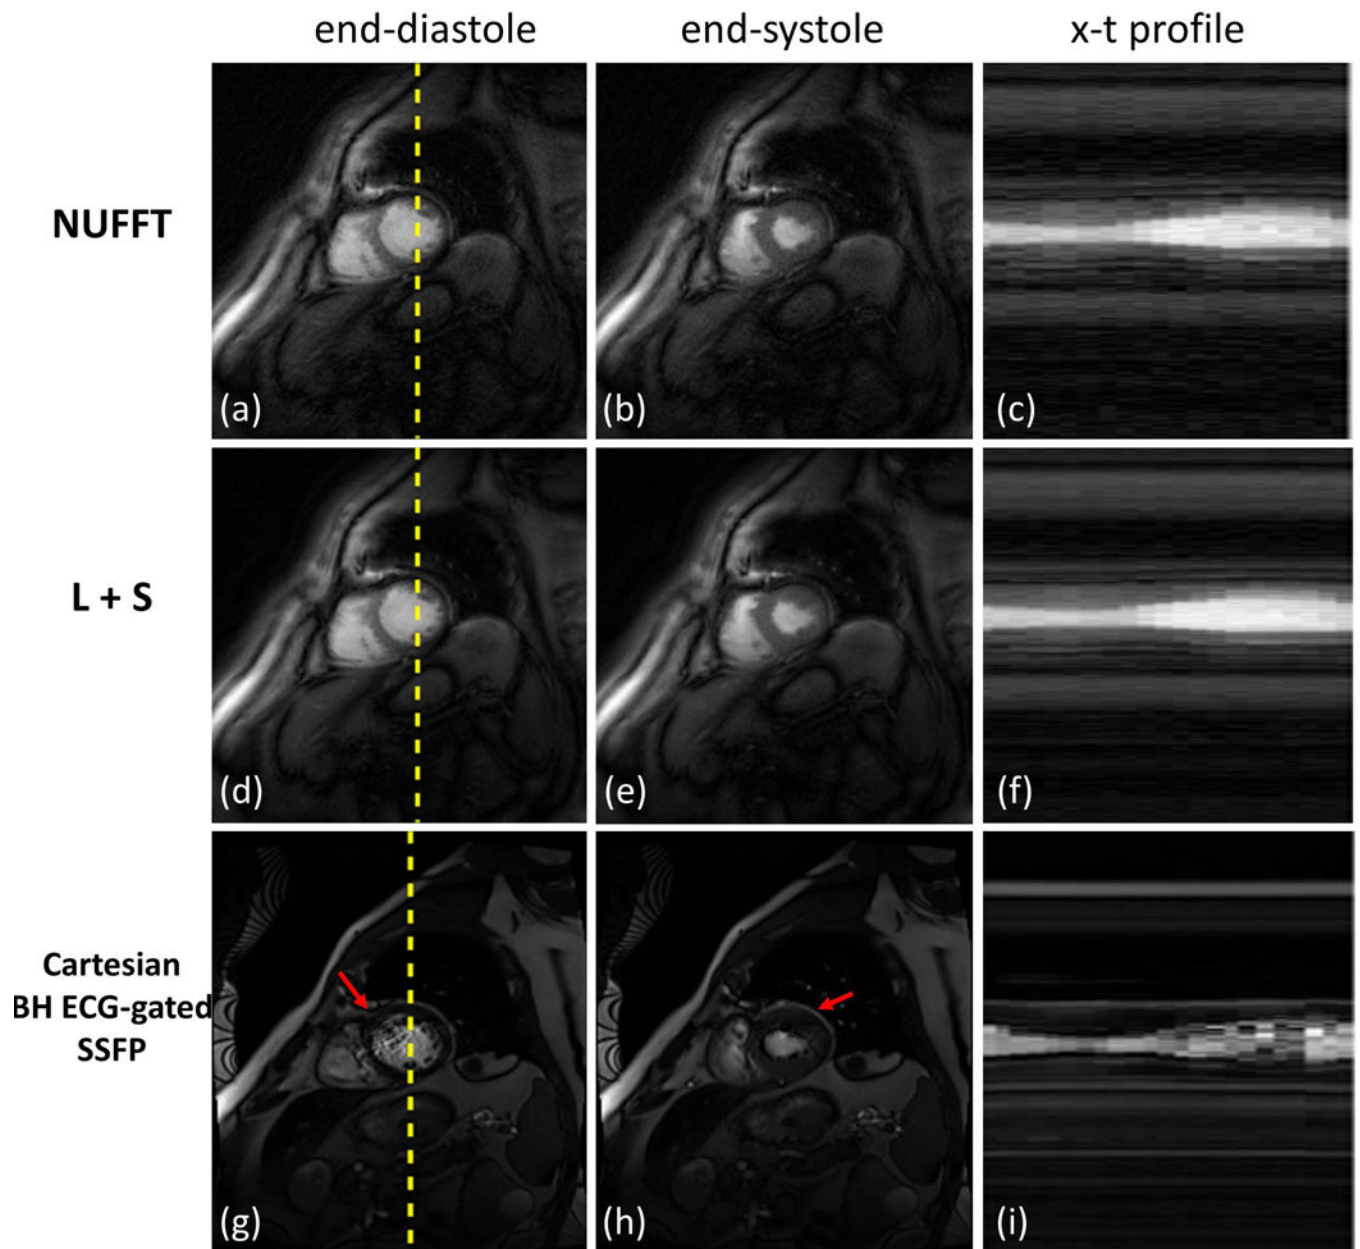 end-diastole end-systole x-t profile
NUFFT
(a) (b) (c)
L + S
(d) (e) (f)
Cartesian
BH ECG-gated
SSFP
(g) (h) (i)